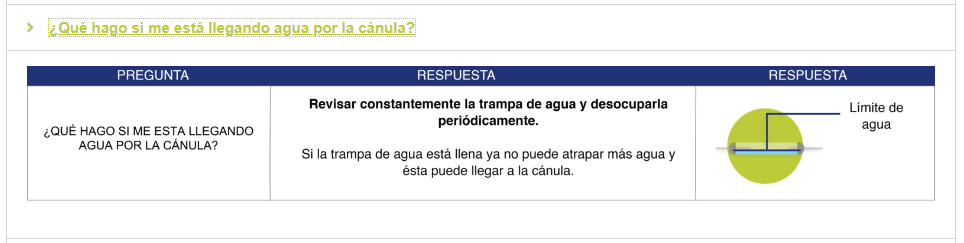 ¿Qué hago si me está llegando agua por la cánula?
PREGUNTA
RESPUESTA
RESPUESTA
¿QUÉ HAGO SI ME ESTA LLEGANDO
AGUA POR LA CÁNULA?
Revisar constantemente la trampa de agua y desocuparla
periódicamente.
Si la trampa de agua está llena ya no puede atrapar más agua y
ésta puede llegar a la cánula.
Límite de
agua